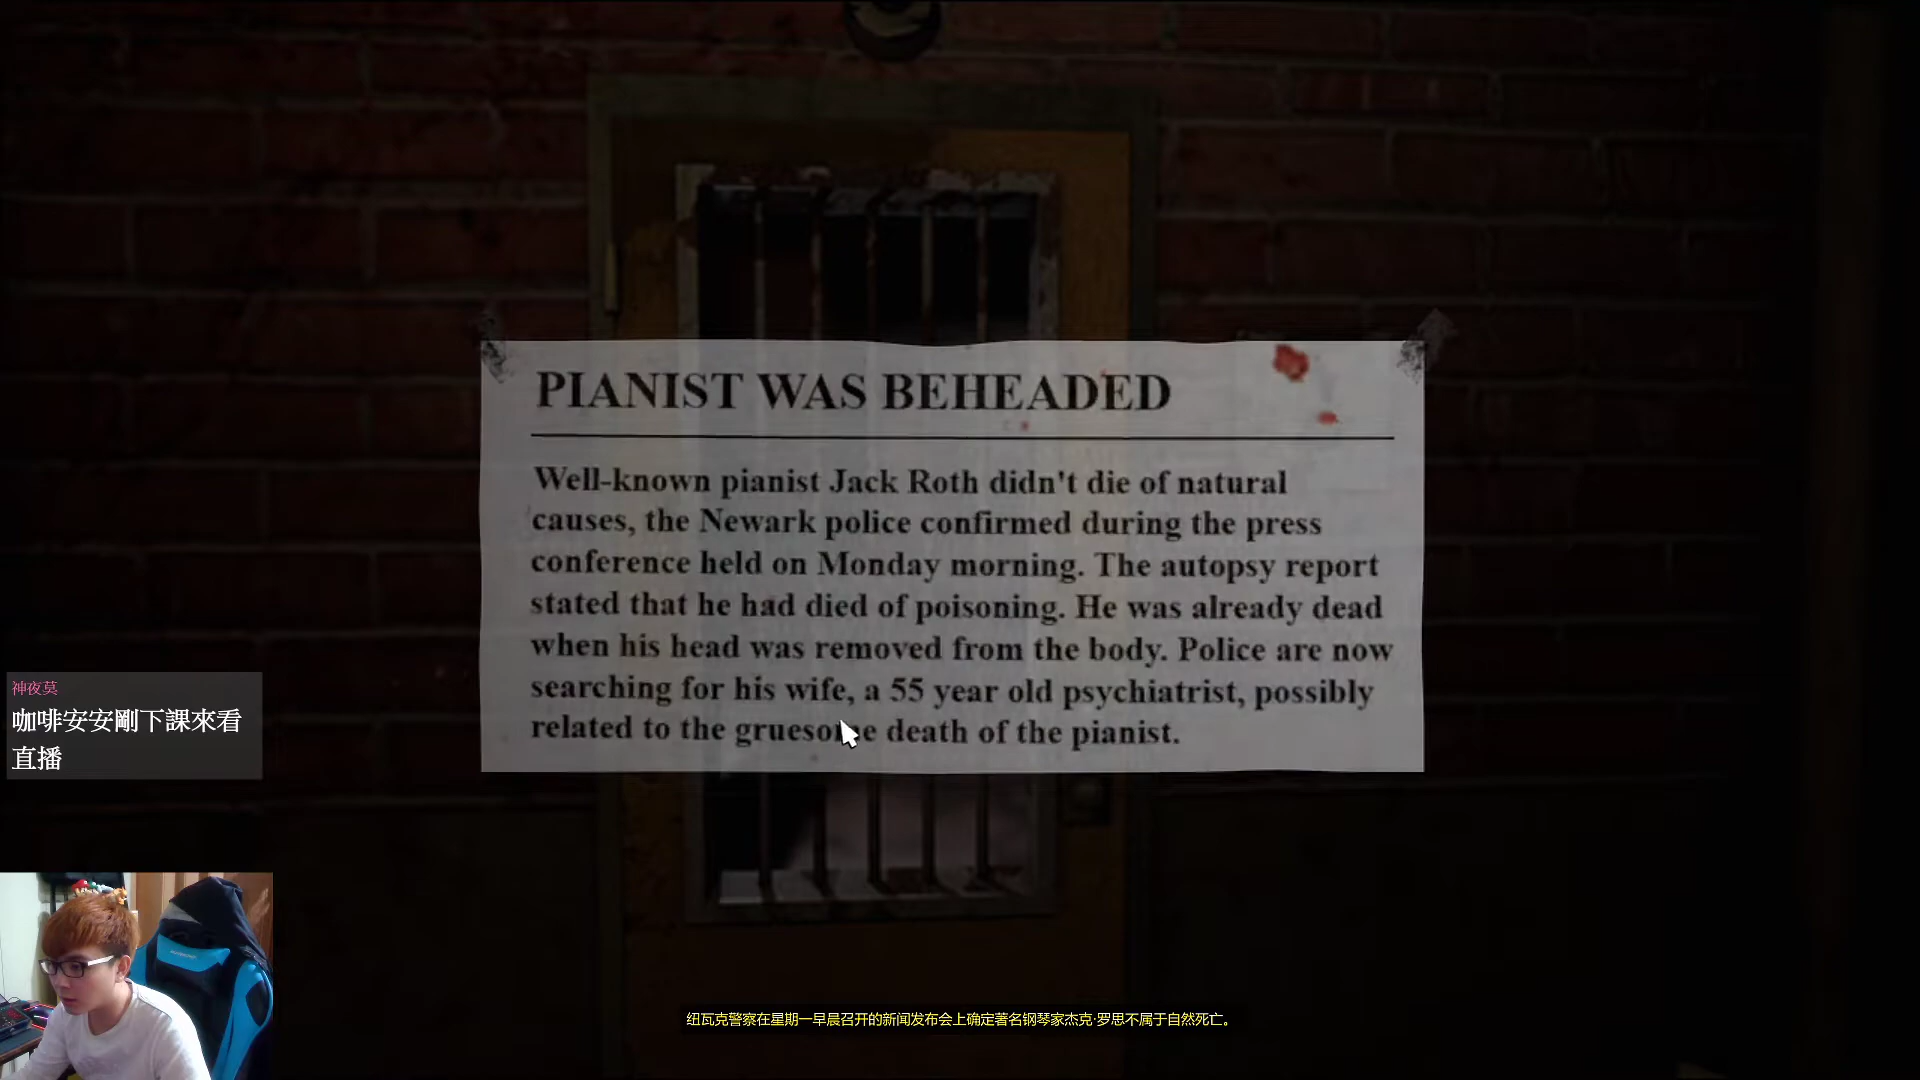 PIANIST WAS BEHEADED
Well-known pianist Jack Roth didn't die of natural
causes, the Newark police confirmed during the press
conference held on Monday morning. The autopsy report
stated that he had died of poisoning. He was already dead
when his head was removed from the body. Police are now
searching for his wife, a 55 year old psychiatrist, possibly
related to the gruesome death of the pianist.
神夜莫
咖啡安安剛下課來看
直播
纽瓦克警察在星期一早晨召开的新闻发布会上确定著名钢琴家杰克·罗思不属于自然死亡。